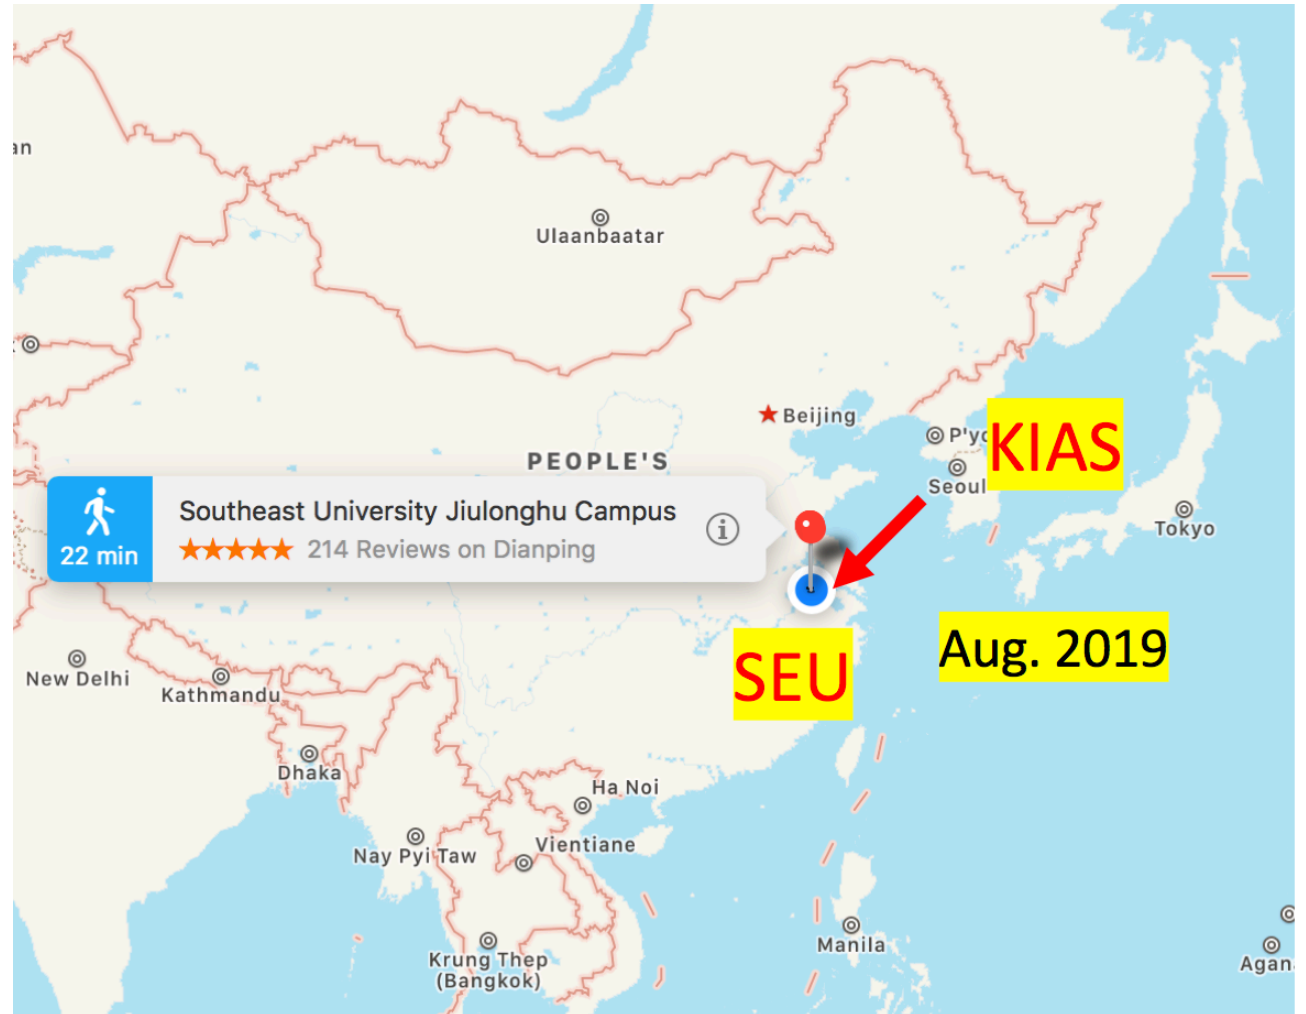 an
Ulaanbaatar
Beijing
P'yo
KIAS
PEOPLE'S
Seoul
Southeast University Jiulonghu Campus
22 min
214 Reviews on Dianping
Tokyo
SEU
Aug. 2019
New Delhi
Kathmandu
Dhaka
Ha Noi
Nay Pyi Taw
Vientiane
Manila
Krung Thep
(Bangkok)
Agan